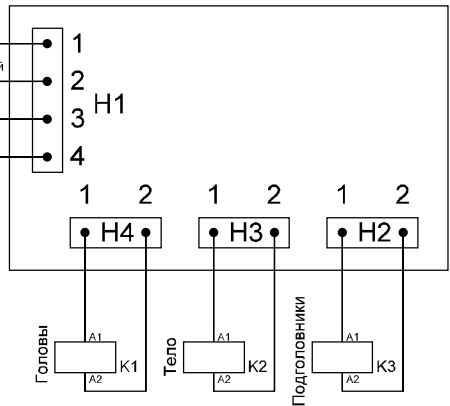 1
й
2
H1
3
4
1 2 1 2 1 2
H4 H3 H2
Головы A1 K1 A2
Тело A1 K2 A2
Подголовники A1 K3 A2